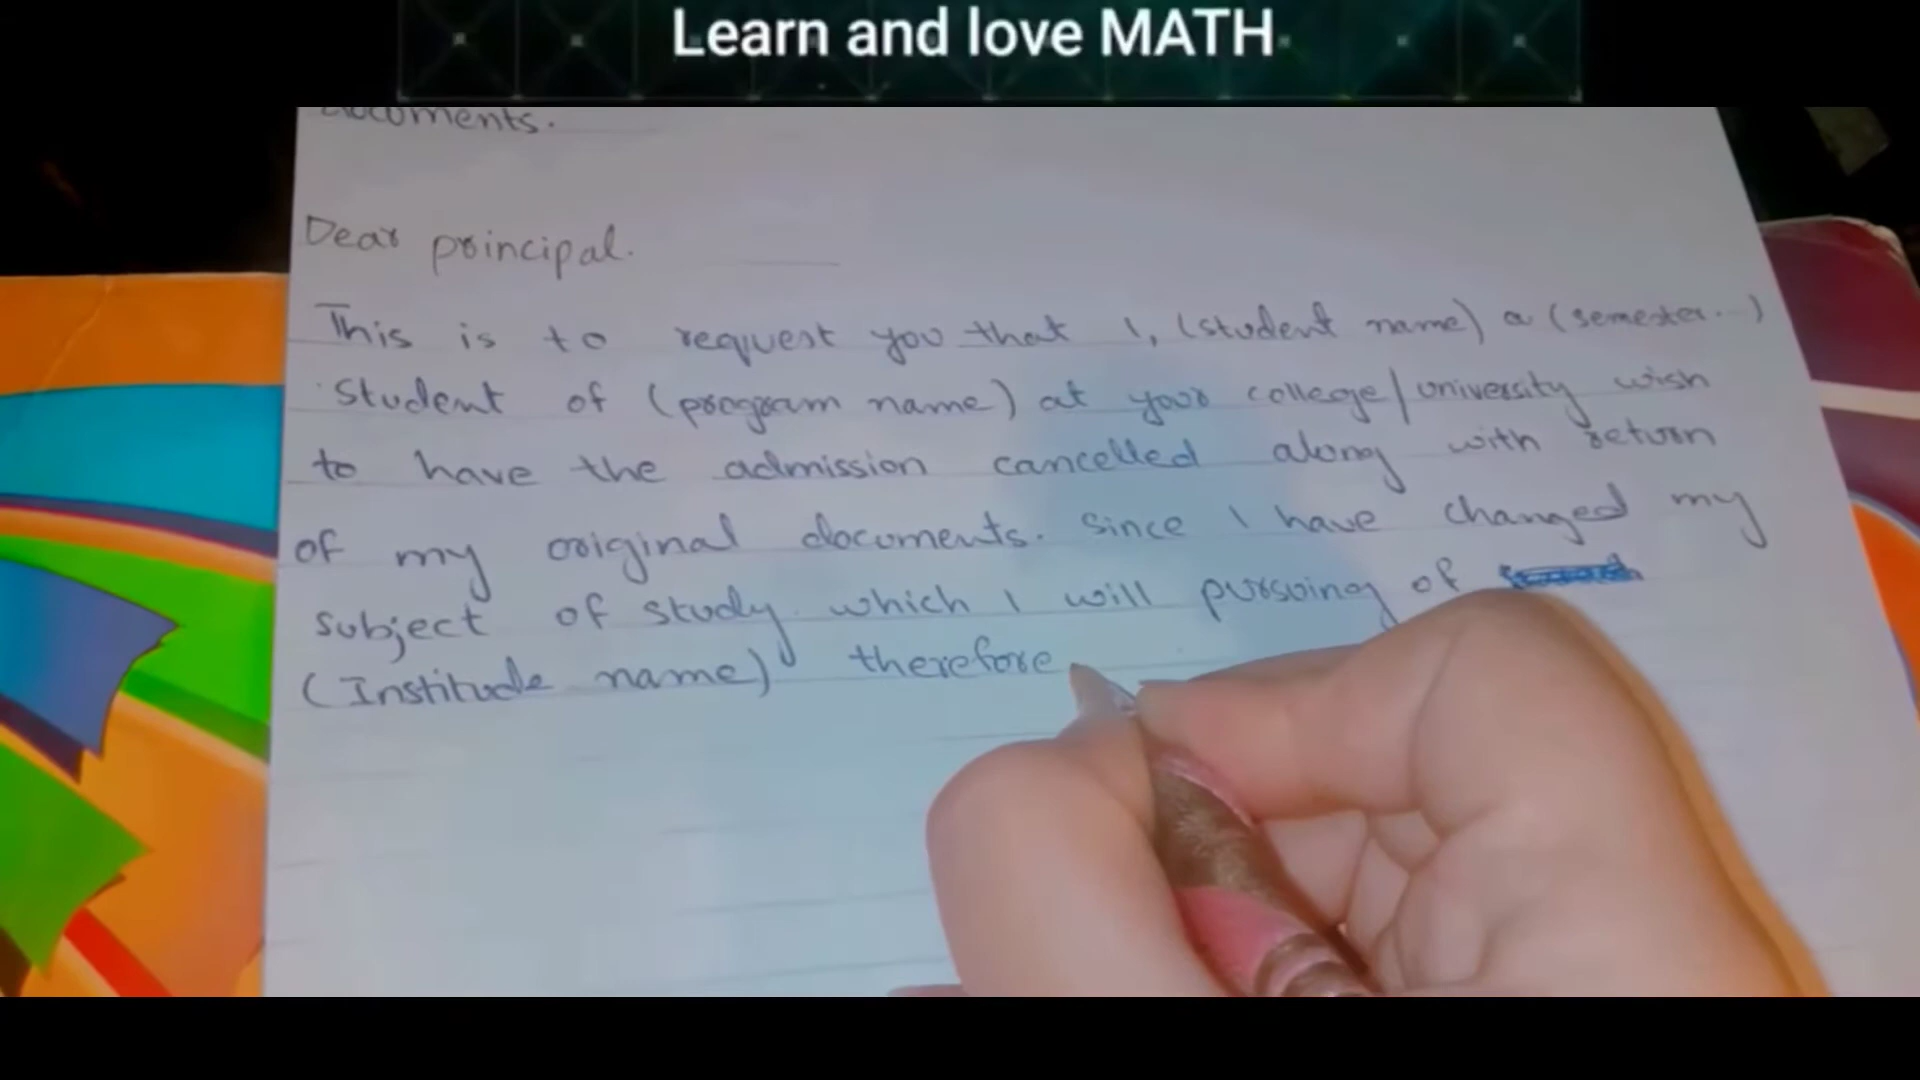 Learn and love MATH
documents.
Dear principal.
This is to request you that I, (student name) a (semester..)
Student of (program name) at your college/university wish
to have the admission cancelled along with return
of my original documents. Since I have changed my
subject of study which I will pursuing of
(Institude name) therefore